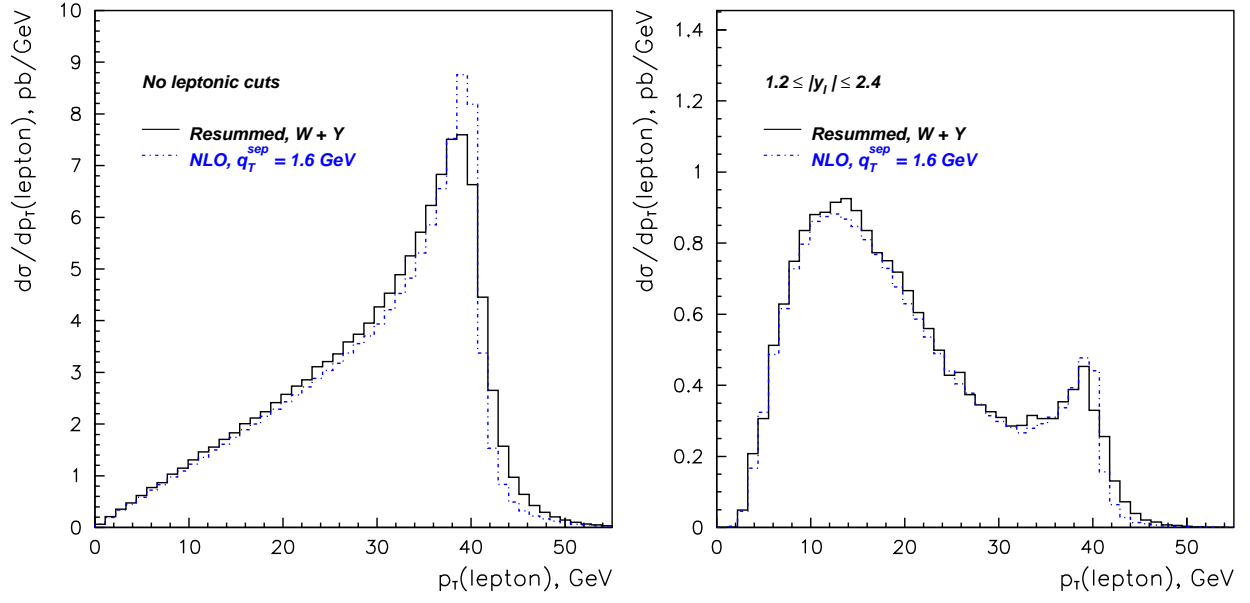 dσ/dp_T(lepton), pb/GeV
10
9
8
7
6
5
4
3
2
1
0
No leptonic cuts
Resummed, W + Y
NLO, q_T^sep = 1.6 GeV
0 10 20 30 40 50
p_T(lepton), GeV
dσ/dp_T(lepton), pb/GeV
1.4
1.2
1
0.8
0.6
0.4
0.2
0
1.2 ≤ |y_l| ≤ 2.4
Resummed, W + Y
NLO, q_T^sep = 1.6 GeV
0 10 20 30 40 50
p_T(lepton), GeV